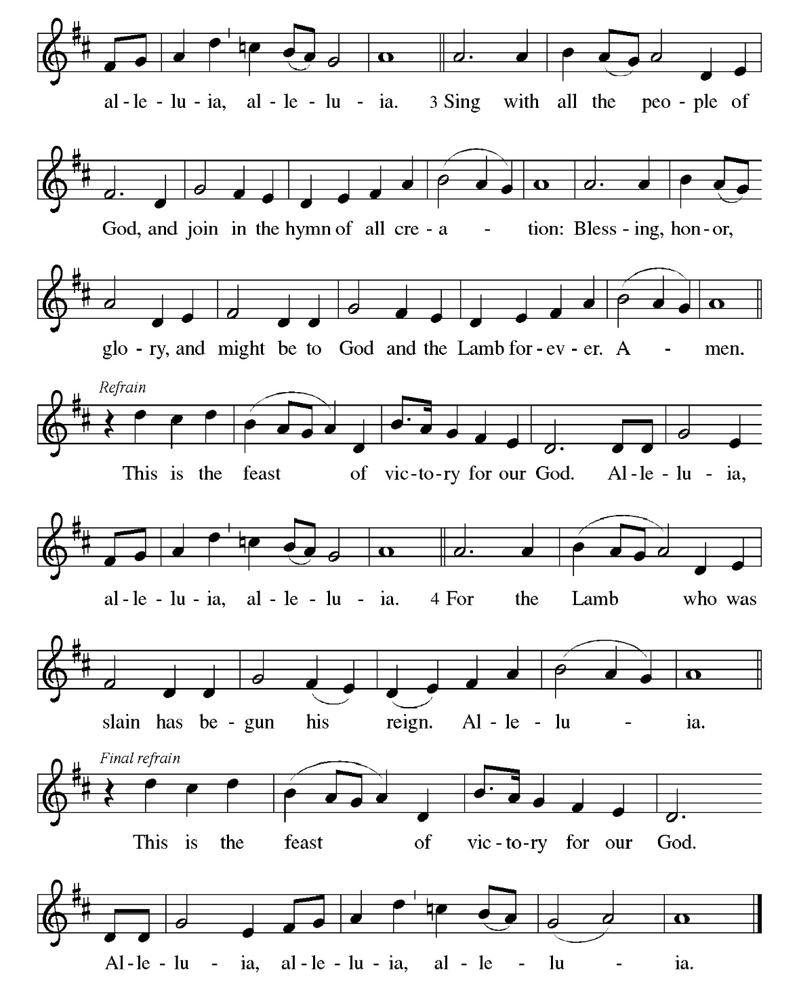 al - le - lu - ia, al - le - lu - ia. 3 Sing with all the peo - ple of
God, and join in the hymn of all cre - a - tion: Bless - ing, hon - or,
glo - ry, and might be to God and the Lamb for - ev - er. A - men.
Refrain
This is the feast of vic - to - ry for our God. Al - le - lu - ia,
al - le - lu - ia, al - le - lu - ia. 4 For the Lamb who was
slain has be - gun his reign. Al - le - lu - ia.
Final refrain
This is the feast of vic - to - ry for our God.
Al - le - lu - ia, al - le - lu - ia, al - le - lu - ia.